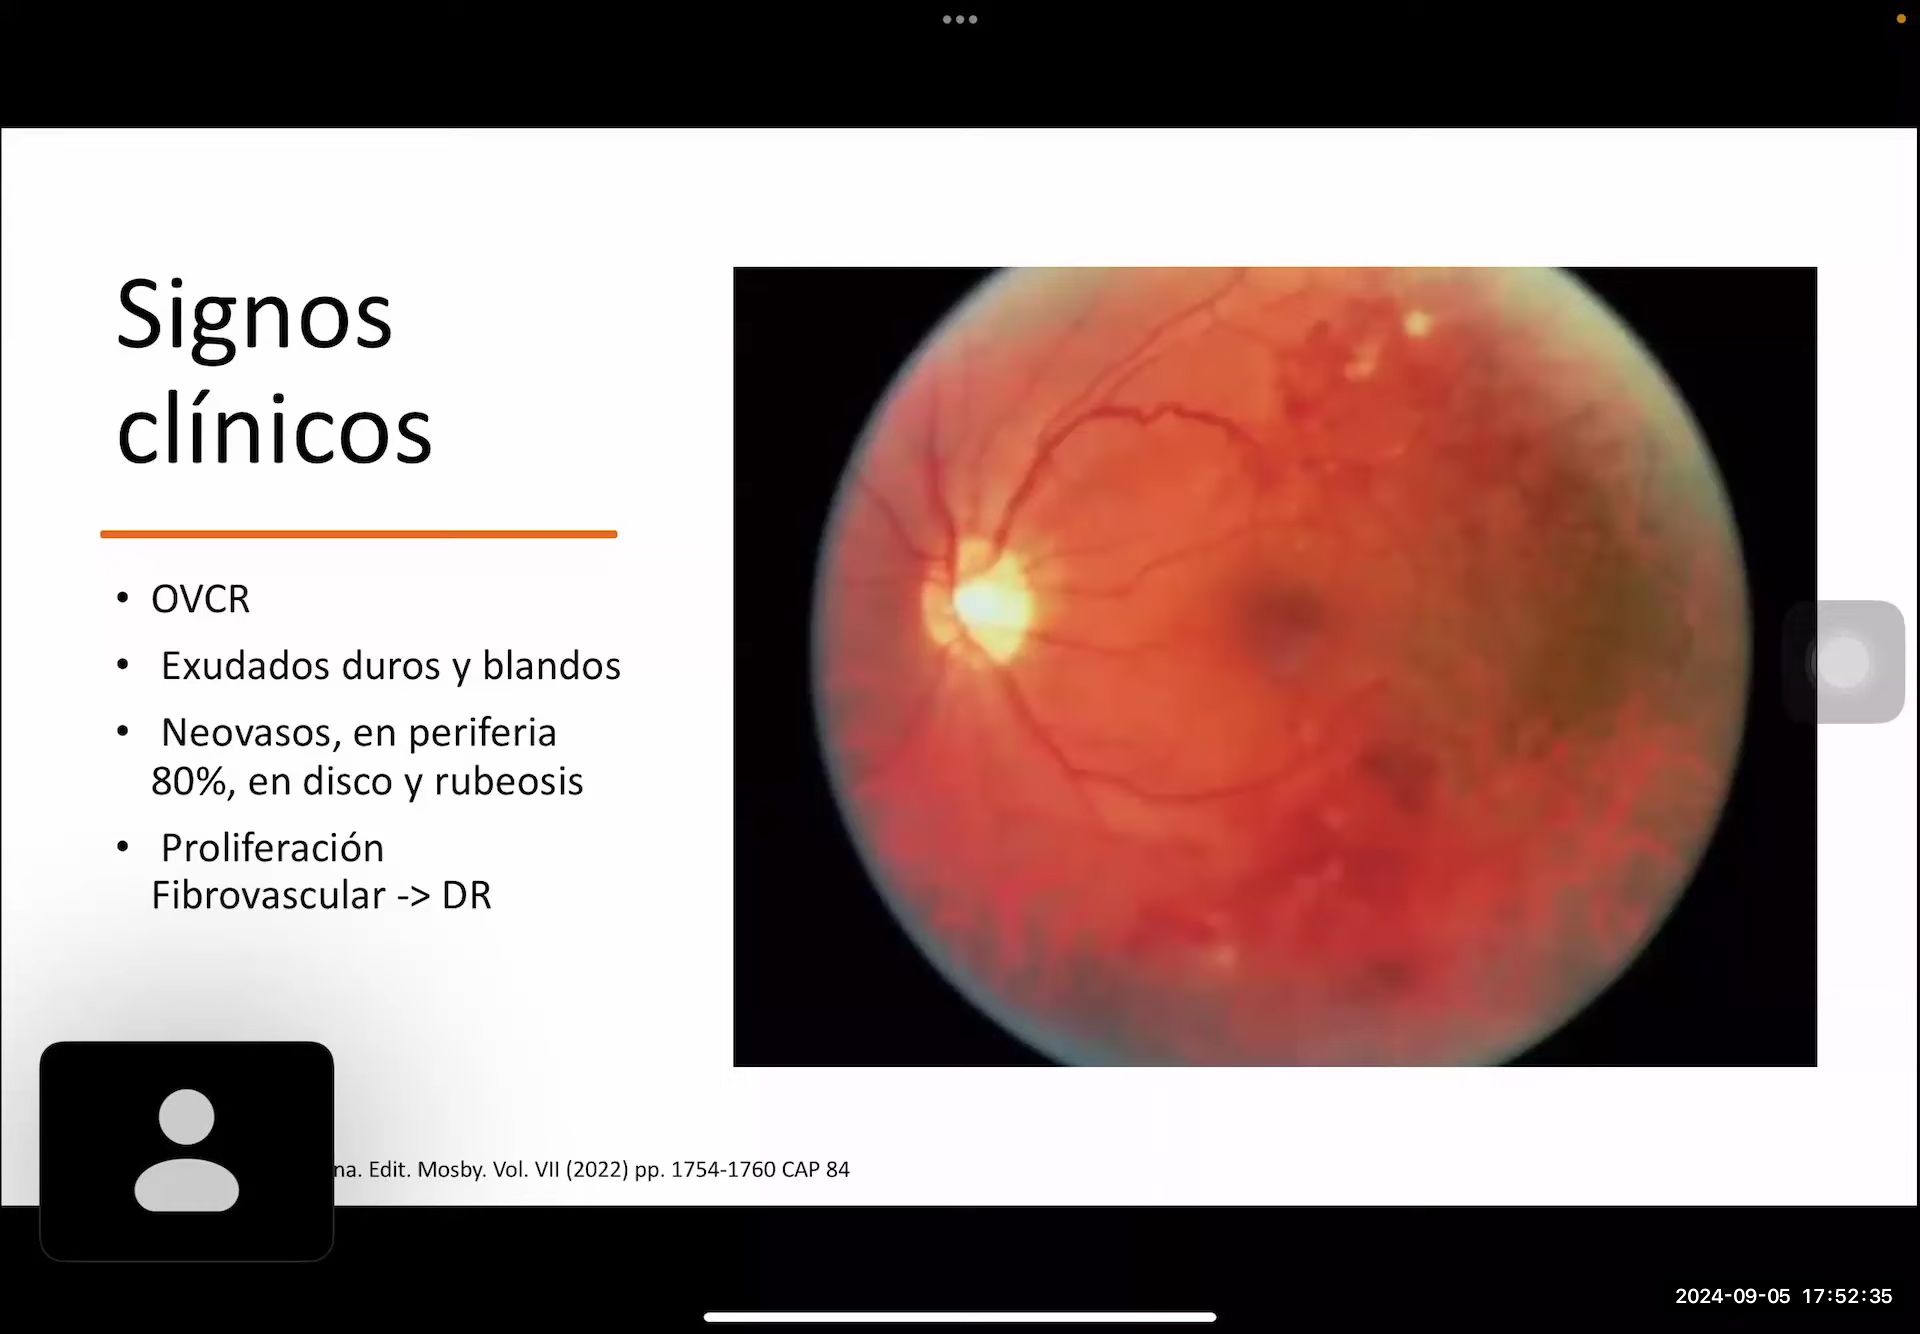 Signos
clínicos
• OVCR
• Exudados duros y blandos
• Neovasos, en periferia
80%, en disco y rubeosis
• Proliferación
Fibrovascular -> DR
na. Edit. Mosby. Vol. VII (2022) pp. 1754-1760 CAP 84
2024-09-05 17:52:35